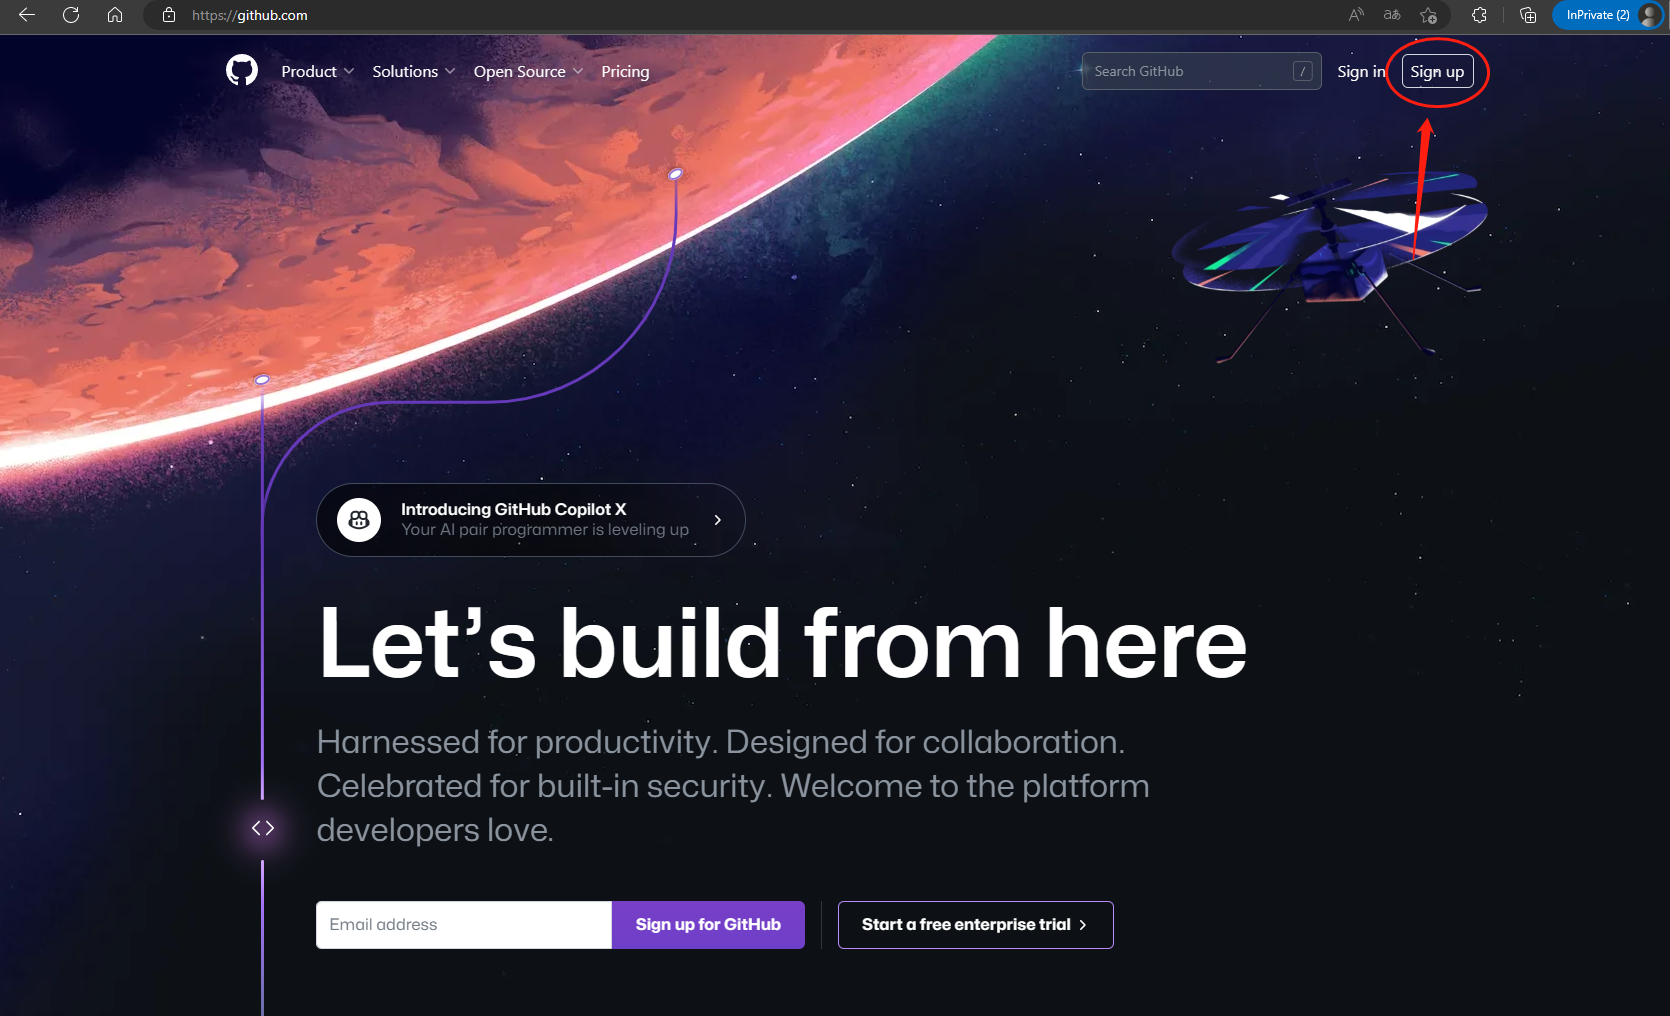 https://github.com
InPrivate (2)
Product
Solutions
Open Source
Pricing
Search GitHub
/
Sign in
Sign up
Introducing GitHub Copilot X
Your AI pair programmer is leveling up
Let’s build from here
Harnessed for productivity. Designed for collaboration.
Celebrated for built-in security. Welcome to the platform
developers love.
Email address
Sign up for GitHub
Start a free enterprise trial